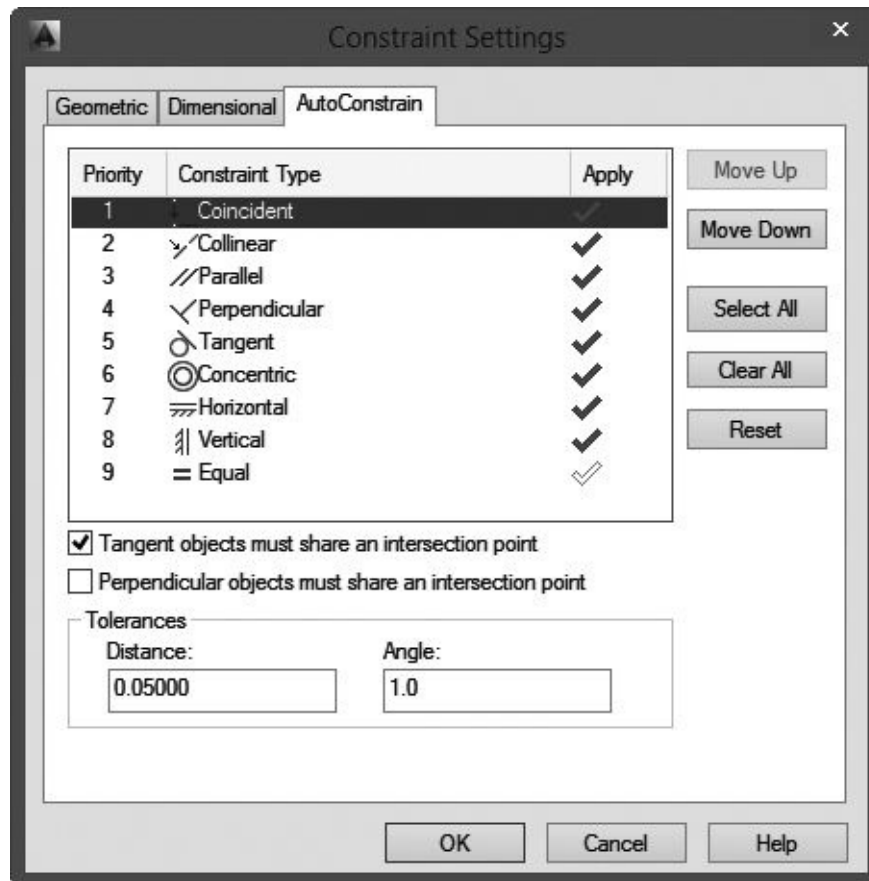 Constraint Settings
Geometric Dimensional AutoConstrain
Priority Constraint Type Apply
1 Coincident
2 Collinear
3 Parallel
4 Perpendicular
5 Tangent
6 Concentric
7 Horizontal
8 Vertical
9 Equal
Move Up
Move Down
Select All
Clear All
Reset
Tangent objects must share an intersection point
Perpendicular objects must share an intersection point
Tolerances
Distance: Angle:
0.05000 1.0
OK Cancel Help